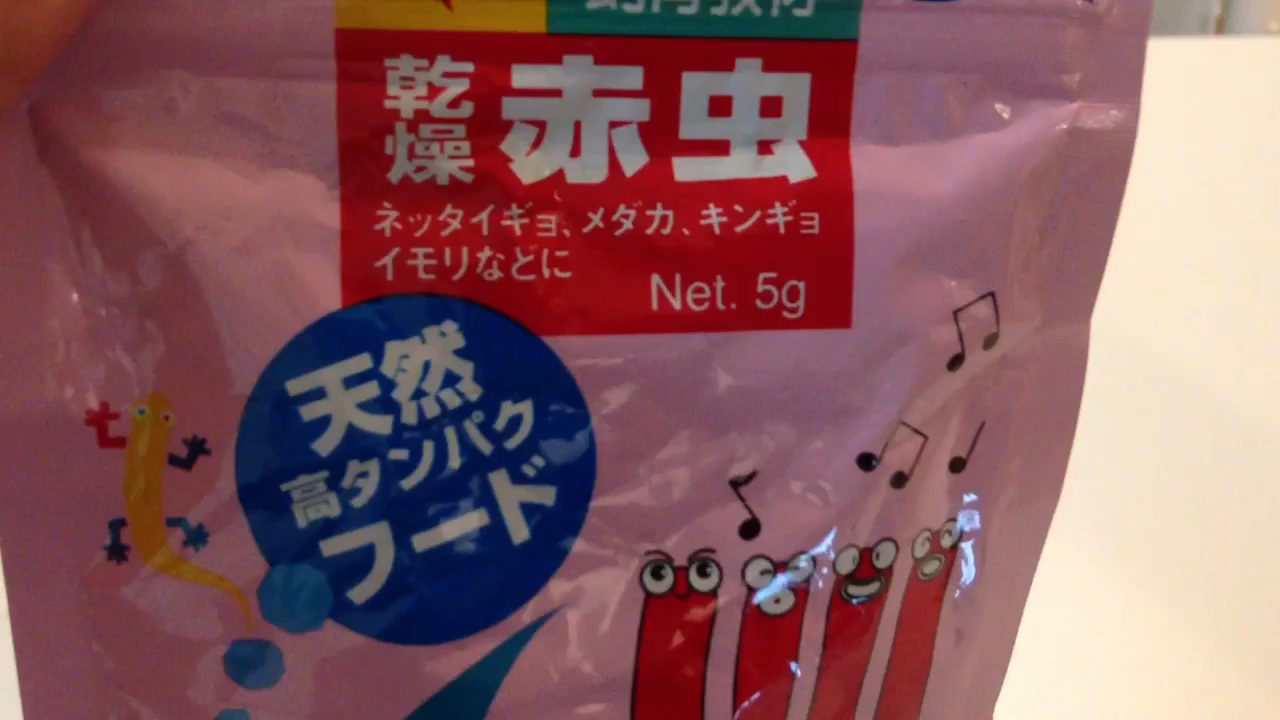 乾燥 赤虫
ネッタイギョ、メダカ、キンギョ
イモリなどに
Net. 5g
天然
高タンパク
フード